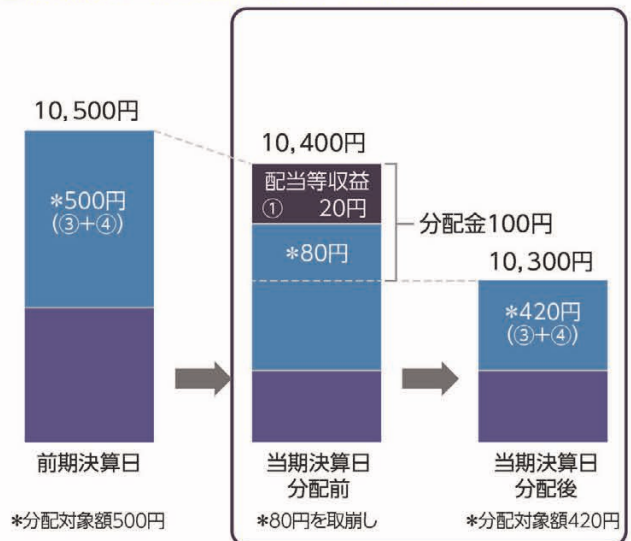 10,500円
*500円
(③+④)
前期決算日
*分配対象額500円
10,400円
配当等収益
① 20円
*80円
分配金100円
当期決算日
分配前
*80円を取崩し
10,300円
*420円
(③+④)
当期決算日
分配後
*分配対象額420円